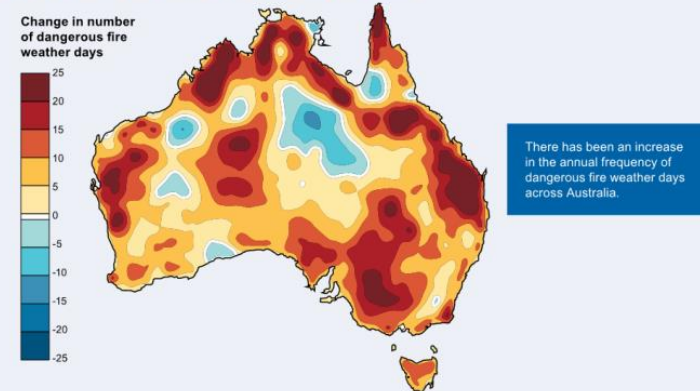 Change in number
of dangerous fire
weather days
25
20
15
10
5
0
-5
-10
-15
-20
-25
There has been an increase
in the annual frequency of
dangerous fire weather days
across Australia.